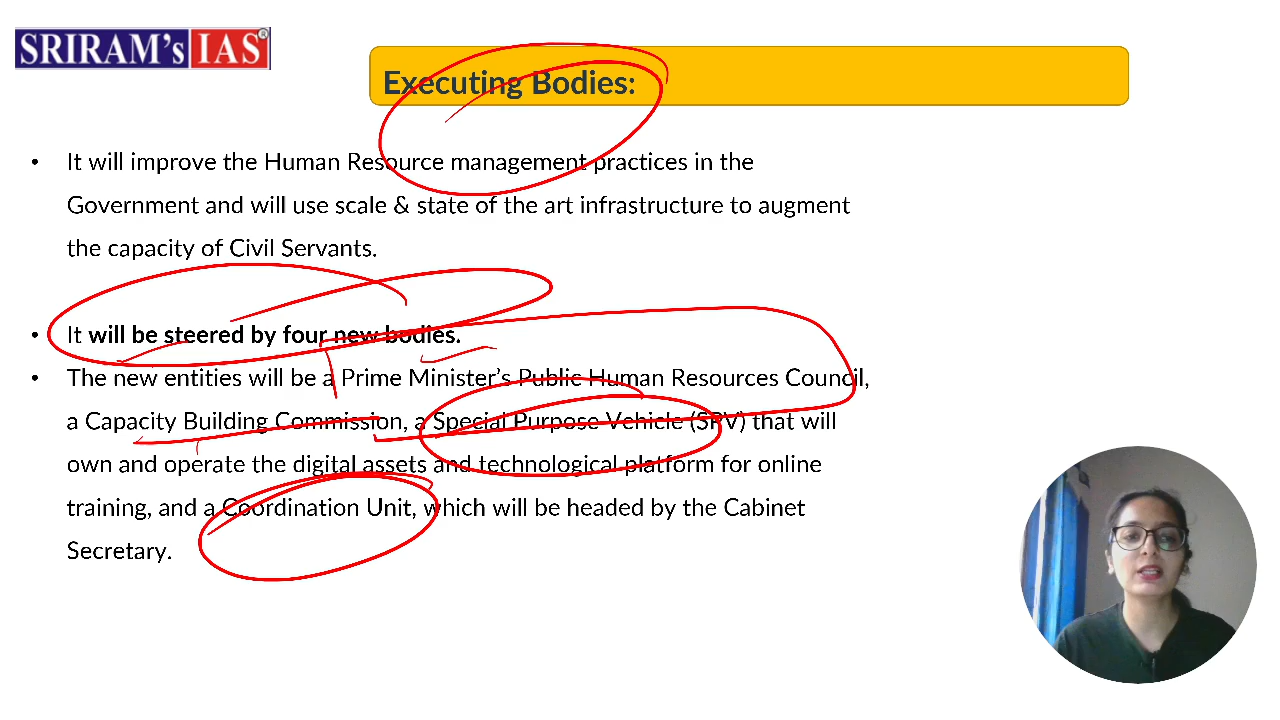 SRIRAM's IAS®
Executing Bodies:
• It will improve the Human Resource management practices in the
Government and will use scale & state of the art infrastructure to augment
the capacity of Civil Servants.
• It will be steered by four new bodies.
• The new entities will be a Prime Minister's Public Human Resources Council,
a Capacity Building Commission, a Special Purpose Vehicle (SPV) that will
own and operate the digital assets and technological platform for online
training, and a Coordination Unit, which will be headed by the Cabinet
Secretary.